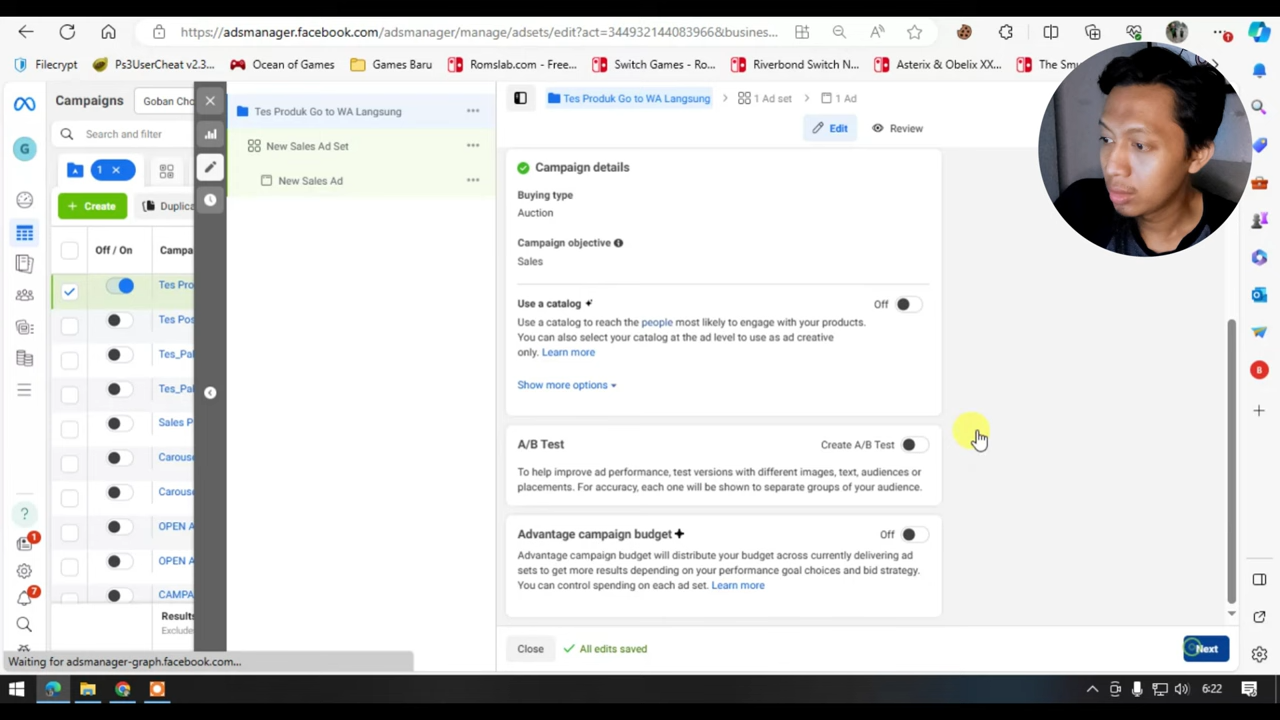 https://adsmanager.facebook.com/adsmanager/manage/adsets/edit?act=344932144083966&busines...
Filecrypt
Ps3UserCheat v2.3...
Ocean of Games
Games Baru
Romslab.com - Free...
Switch Games - Ro...
Riverbond Switch N...
Asterix & Obelix XX...
The Smu
Campaigns
Goban Cho
Tes Produk Go to WA Langsung
Tes Produk Go to WA Langsung
1 Ad set
1 Ad
Search and filter
Edit
Review
New Sales Ad Set
G
1
Campaign details
New Sales Ad
Buying type
Create
Duplica
Auction
Off / On
Campa
Campaign objective
Sales
Tes Pro
Use a catalog
Off
Tes Pos
Use a catalog to reach the people most likely to engage with your products.
You can also select your catalog at the ad level to use as ad creative
only. Learn more
Tes_Pal
Show more options
Tes_Pal
Sales P
A/B Test
Create A/B Test
Carous
To help improve ad performance, test versions with different images, text, audiences or
placements. For accuracy, each one will be shown to separate groups of your audience.
Carous
OPEN A
Advantage campaign budget
Off
Advantage campaign budget will distribute your budget across currently delivering ad
sets to get more results depending on your performance goal choices and bid strategy.
You can control spending on each ad set. Learn more
OPEN A
CAMPA
Results
Exclude
Close
All edits saved
Next
Waiting for adsmanager-graph.facebook.com...
1
7
8
6:22